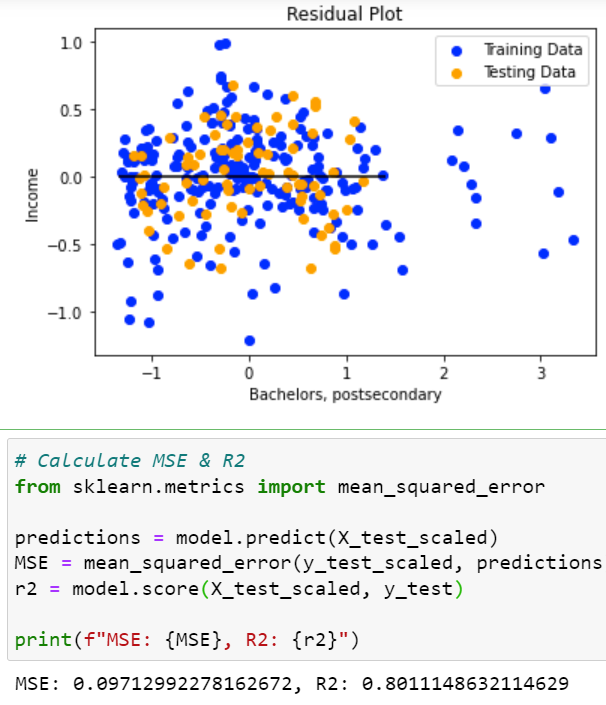 Residual Plot
1.0
0.5
0.0
−0.5
−1.0
Income
Training Data
Testing Data
−1 0 1 2 3
Bachelors, postsecondary
# Calculate MSE & R2
from sklearn.metrics import mean_squared_error
predictions = model.predict(X_test_scaled)
MSE = mean_squared_error(y_test_scaled, predictions
r2 = model.score(X_test_scaled, y_test)
print(f"MSE: {MSE}, R2: {r2}")
MSE: 0.09712992278162672, R2: 0.8011148632114629